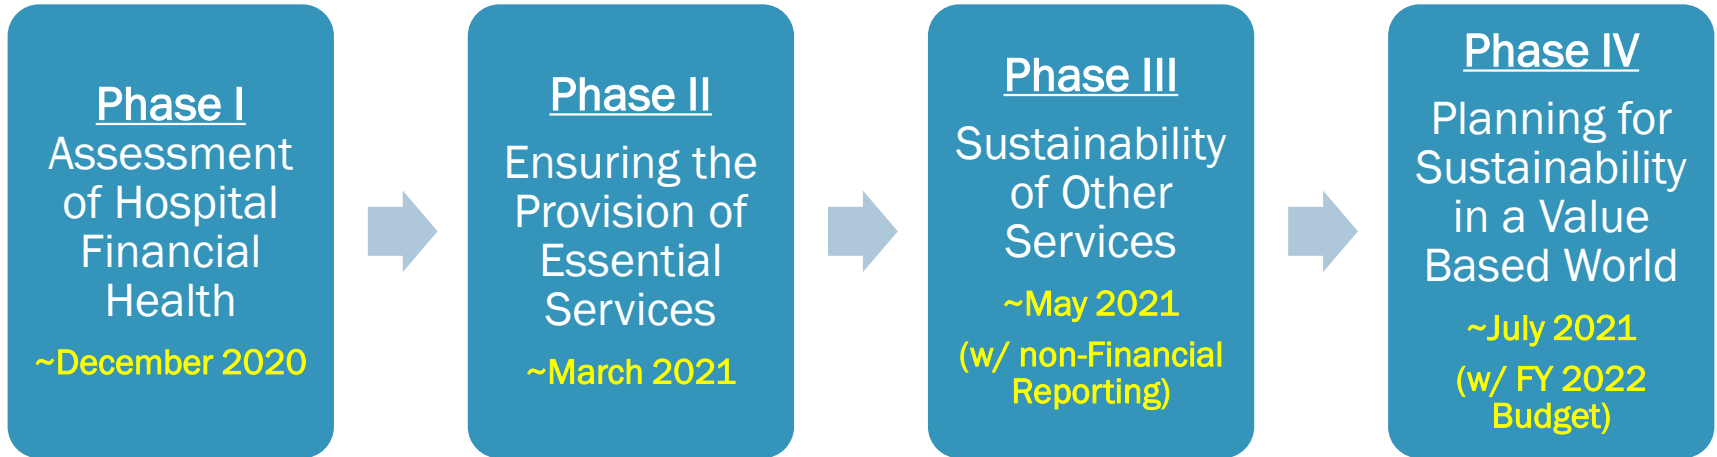 Phase I
Assessment
of Hospital
Financial
Health
~December 2020
Phase II
Ensuring the
Provision of
Essential
Services
~March 2021
Phase III
Sustainability
of Other
Services
~May 2021
(w/ non-Financial
Reporting)
Phase IV
Planning for
Sustainability
in a Value
Based World
~July 2021
(w/ FY 2022
Budget)